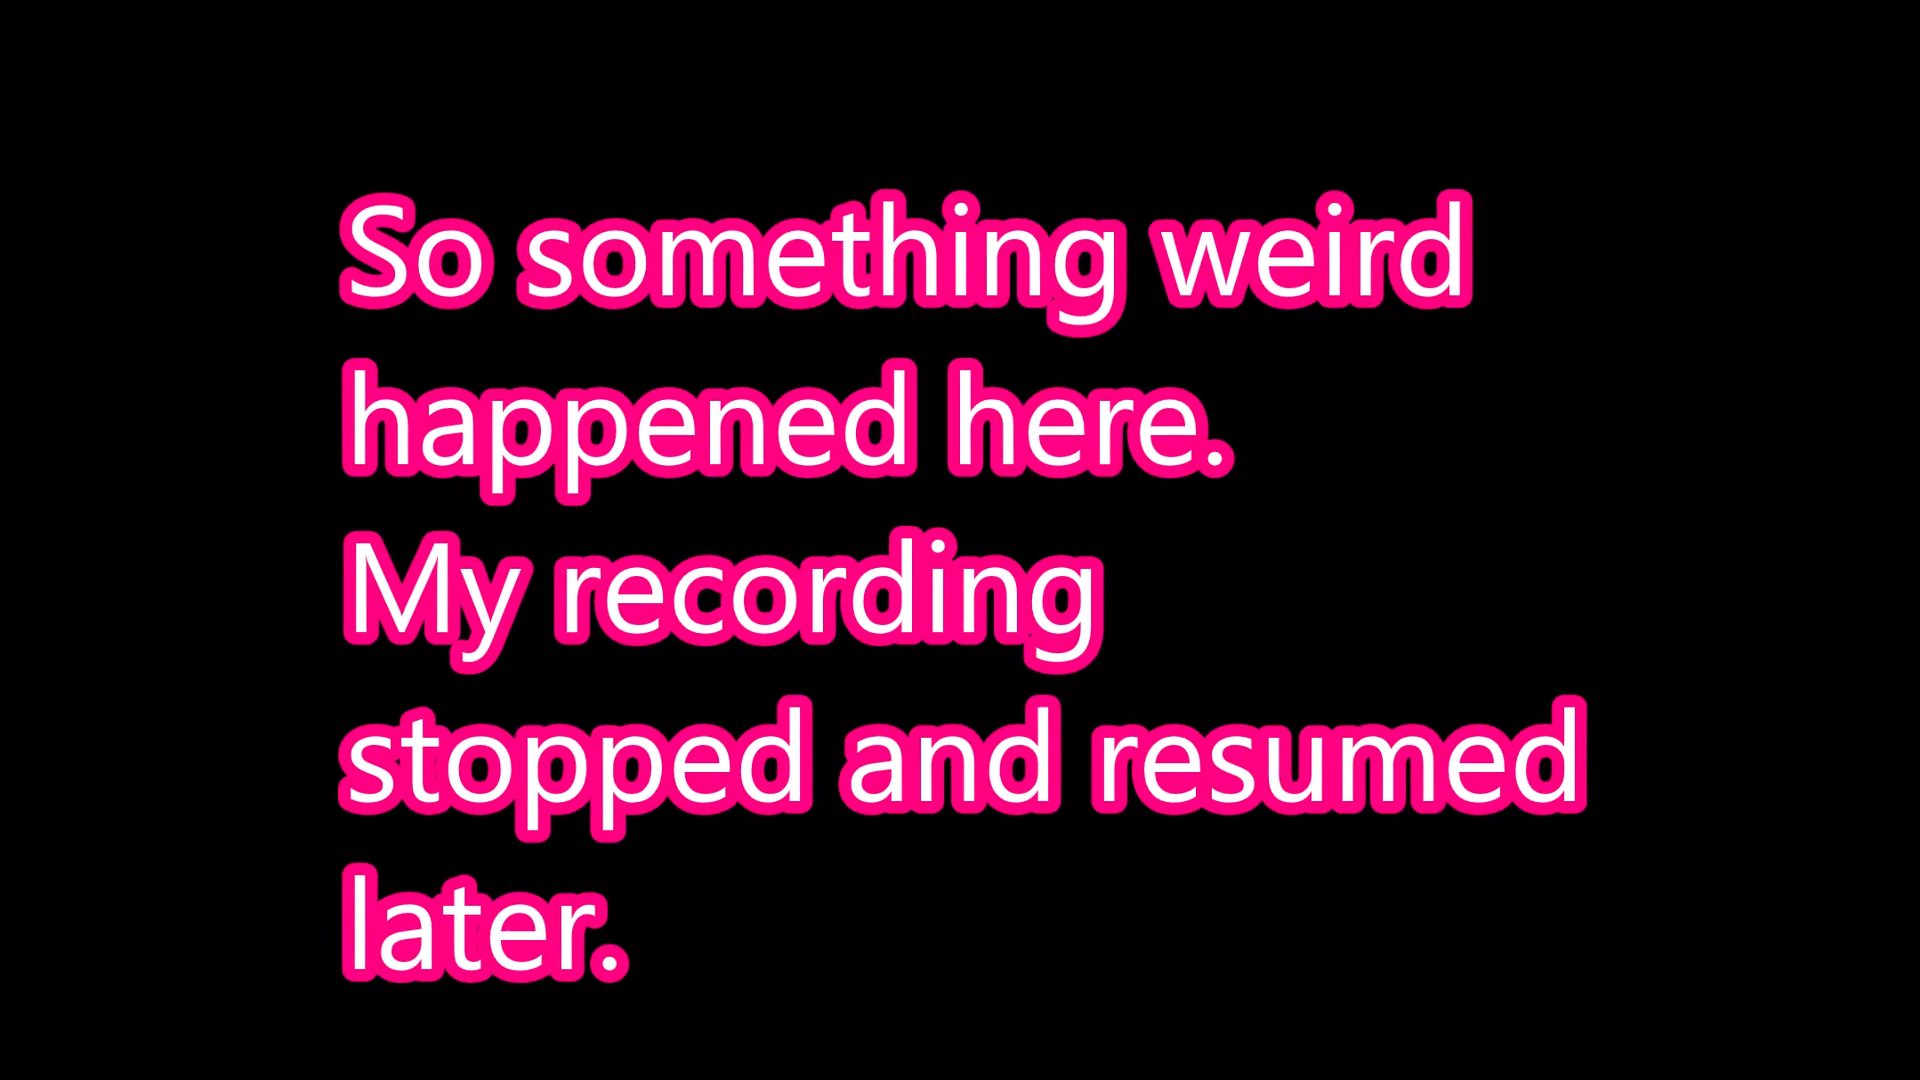 So something weird
happened here.
My recording
stopped and resumed
later.